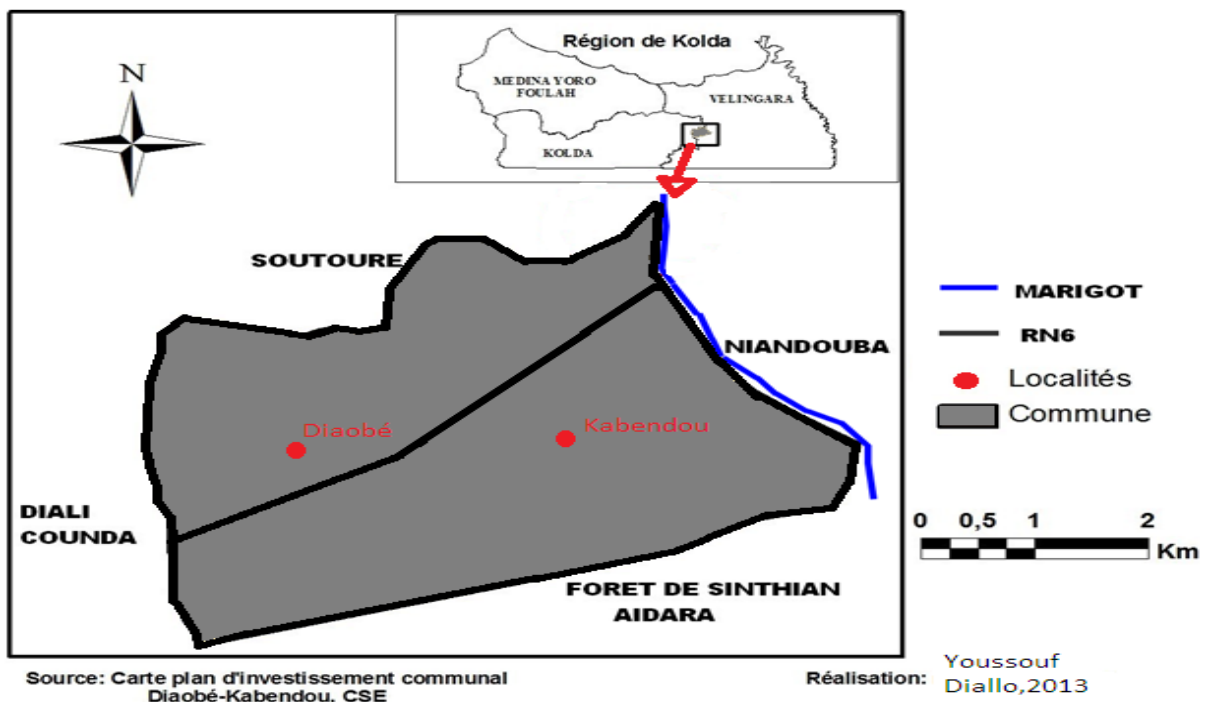 Région de Kolda
MEDINA YORO
FOULAH
VELINGARA
KOLDA
N
SOUTOURE
NIANDOUBA
Diaobé
Kabendou
DIALI
COUNDA
FORET DE SINTHIAN
AIDARA
MARIGOT
RN6
Localités
Commune
0 0,5 1 2
Km
Source: Carte plan d'investissement communal
Diaobé-Kabendou, CSE
Réalisation:
Youssouf
Diallo,2013